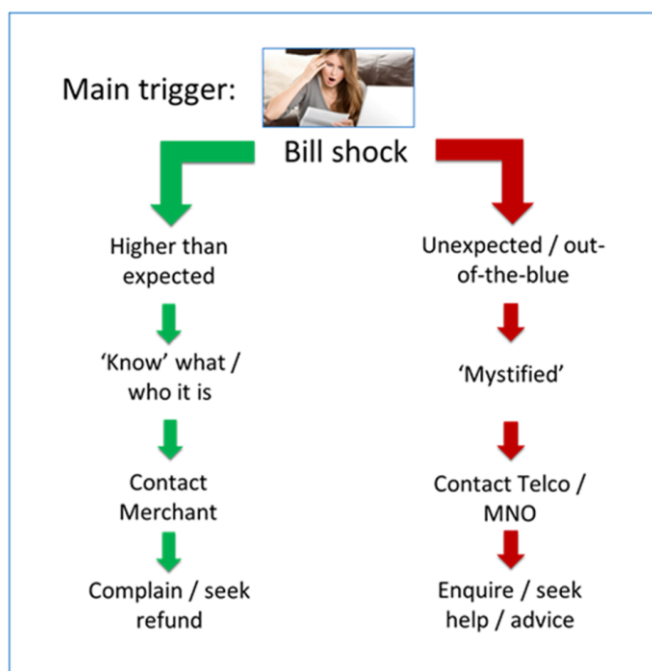 Main trigger:
Bill shock
Higher than
expected
‘Know’ what /
who it is
Contact
Merchant
Complain / seek
refund
Unexpected / out-
of-the-blue
‘Mystified’
Contact Telco /
MNO
Enquire / seek
help / advice